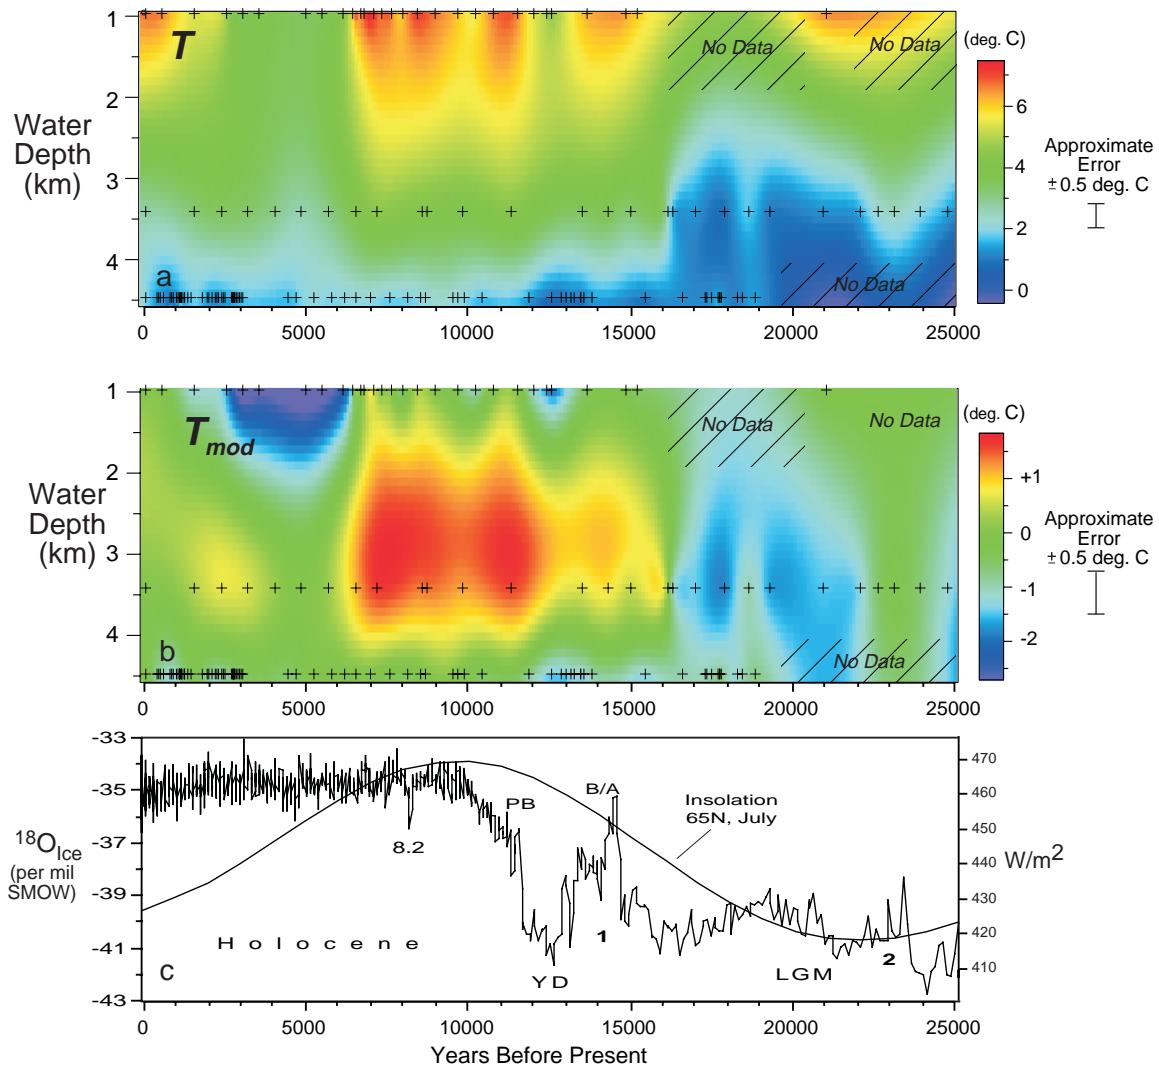 1
2
3
4
Water
Depth
(km)
T
a
No Data
No Data
No Data
(deg. C)
6
4
2
0
Approximate
Error
±0.5 deg. C
0
5000
10000
15000
20000
25000
1
2
3
4
Water
Depth
(km)
T mod
b
No Data
No Data
No Data
(deg. C)
+1
0
-1
-2
Approximate
Error
±0.5 deg. C
0
5000
10000
15000
20000
25000
-33
-35
-37
-39
-41
-43
18OIce
(per mil
SMOW)
8.2
PB
B/A
Insolation
65N, July
Holocene
1
YD
LGM
2
c
470
460
450
440
430
420
410
W/m2
0
5000
10000
15000
20000
25000
Years Before Present